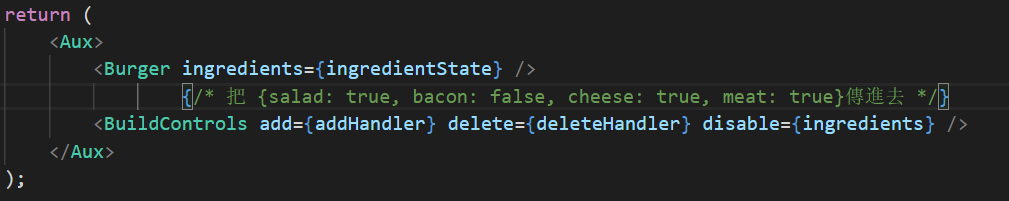 return (
<Aux>
<Burger ingredients={ingredientState} />
{/* 把 {salad: true, bacon: false, cheese: true, meat: true}傳進去 */}
<BuildControls add={addHandler} delete={deleteHandler} disable={ingredients} />
</Aux>
);